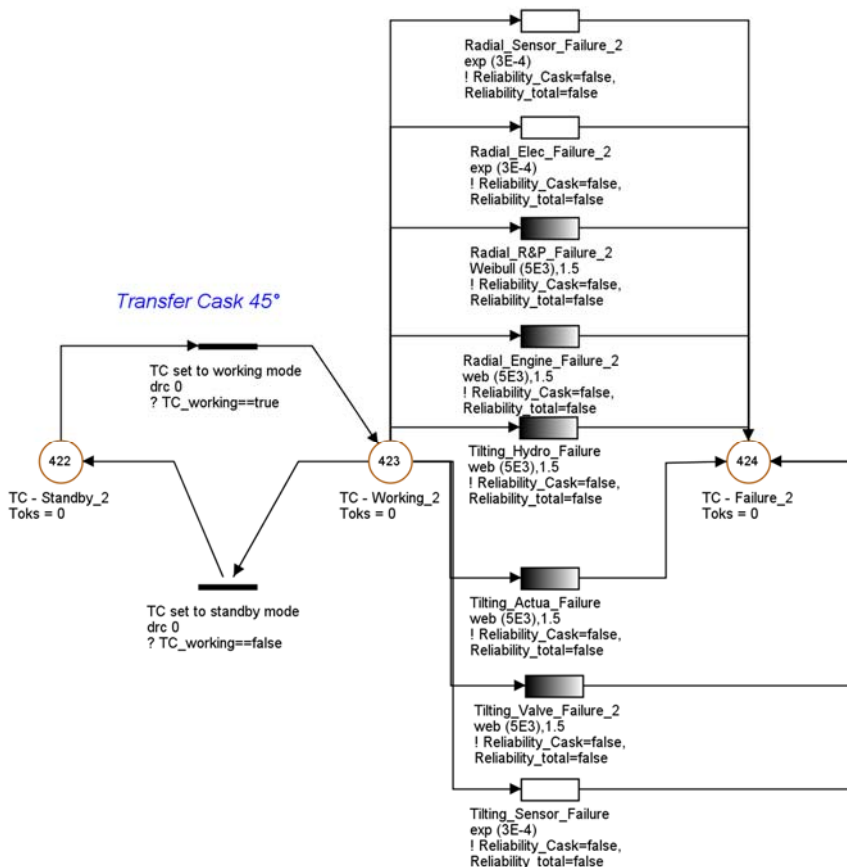 Radial_Sensor_Failure_2
exp (3E-4)
! Reliability_Cask=false,
Reliability_total=false
Radial_Elec_Failure_2
exp (3E-4)
! Reliability_Cask=false,
Reliability_total=false
Radial_R&P_Failure_2
Weibull (5E3),1.5
! Reliability_Cask=false,
Reliability_total=false
Transfer Cask 45°
TC set to working mode
drc 0
? TC_working==true
Radial_Engine_Failure_2
web (5E3),1.5
! Reliability_Cask=false,
Reliability_total=false
Tilting_Hydro_Failure
web (5E3),1.5
! Reliability_Cask=false,
Reliability_total=false
422
TC - Standby_2
Toks = 0
423
TC - Working_2
Toks = 0
424
TC - Failure_2
Toks = 0
TC set to standby mode
drc 0
? TC_working==false
Tilting_Actua_Failure
web (5E3),1.5
! Reliability_Cask=false,
Reliability_total=false
Tilting_Valve_Failure_2
web (5E3),1.5
! Reliability_Cask=false,
Reliability_total=false
Tilting_Sensor_Failure
exp (3E-4)
! Reliability_Cask=false,
Reliability_total=false